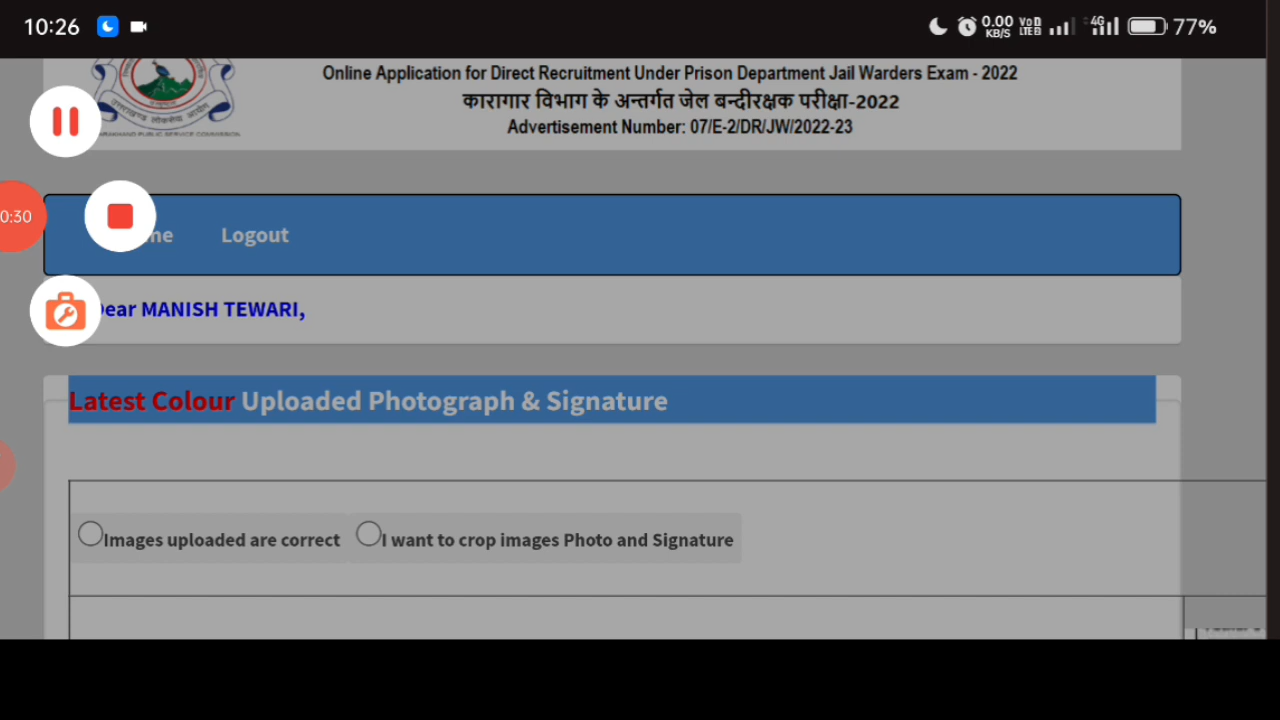 10:26
0.00 KB/S
VoD LTE 2
4G
77%
Online Application for Direct Recruitment Under Prison Department Jail Warders Exam - 2022
कारागार विभाग के अन्तर्गत जेल बन्दीरक्षक परीक्षा-2022
Advertisement Number: 07/E-2/DR/JW/2022-23
0:30
Logout
Dear MANISH TEWARI,
Latest Colour Uploaded Photograph & Signature
Images uploaded are correct
I want to crop images Photo and Signature